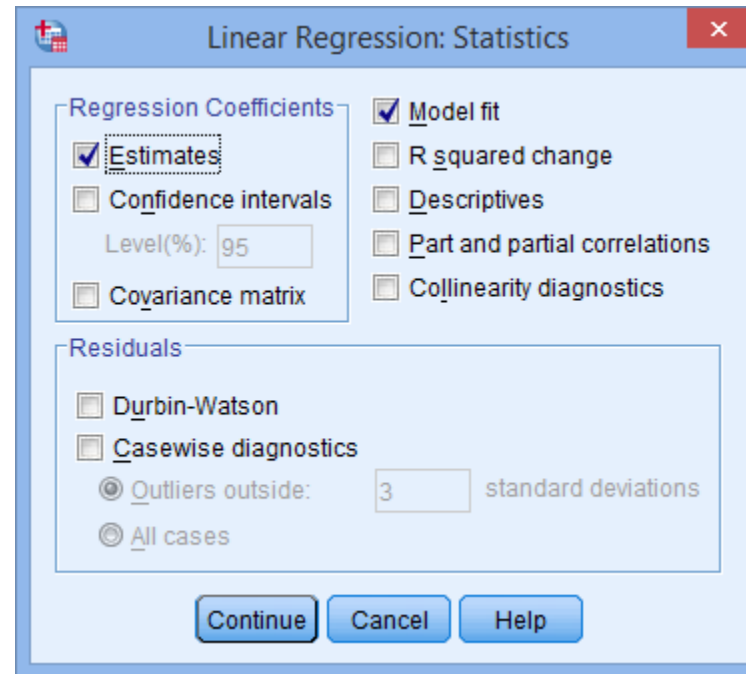 Linear Regression: Statistics
Regression Coefficients
Estimates
Confidence intervals
Level(%): 95
Covariance matrix
Model fit
R squared change
Descriptives
Part and partial correlations
Collinearity diagnostics
Residuals
Durbin-Watson
Casewise diagnostics
Outliers outside: 3 standard deviations
All cases
Continue Cancel Help